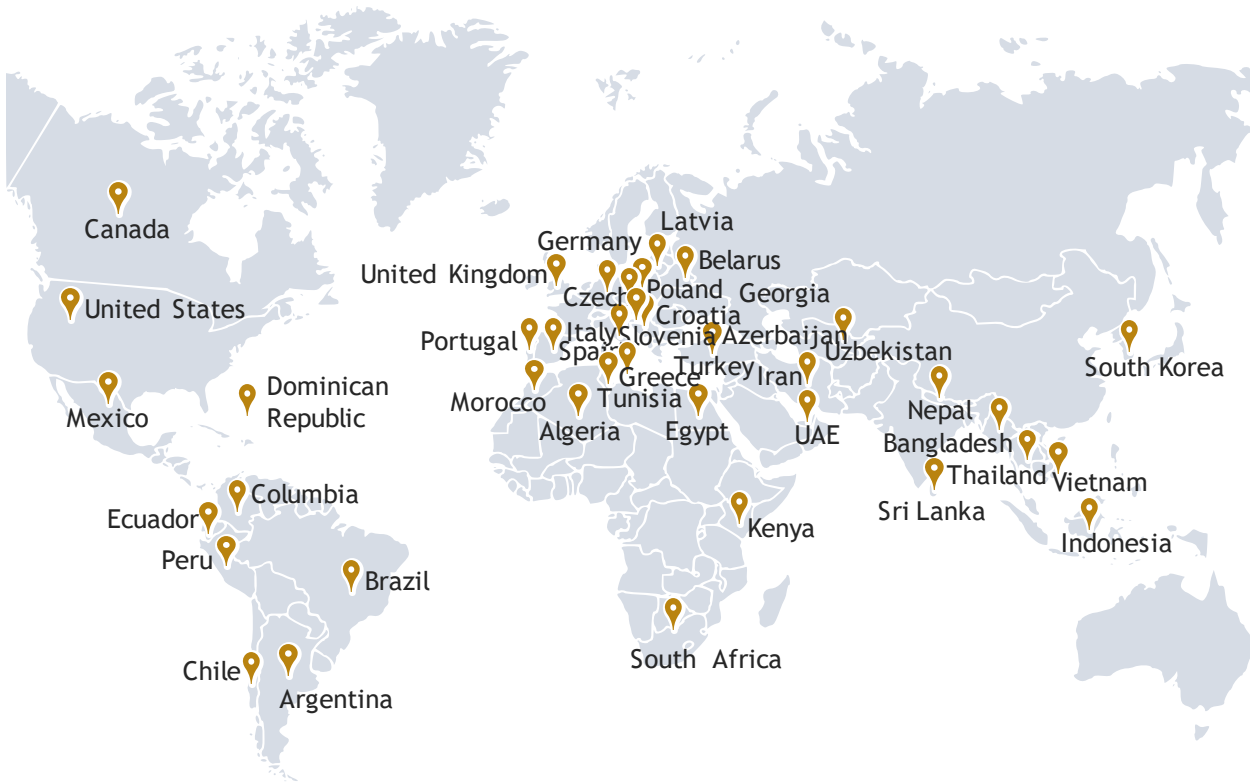 Latvia
Canada
Germany
Belarus
United Kingdom
Poland
Georgia
Czech
United States
Croatia
Italy
Slovenia
Azerbaijan
Portugal
Spain
Uzbekistan
Turkey
Iran
South Korea
Greece
Dominican
Republic
Mexico
Morocco
Tunisia
Nepal
Algeria
Egypt
UAE
Bangladesh
Thailand
Vietnam
Columbia
Sri Lanka
Ecuador
Kenya
Indonesia
Peru
Brazil
South Africa
Chile
Argentina